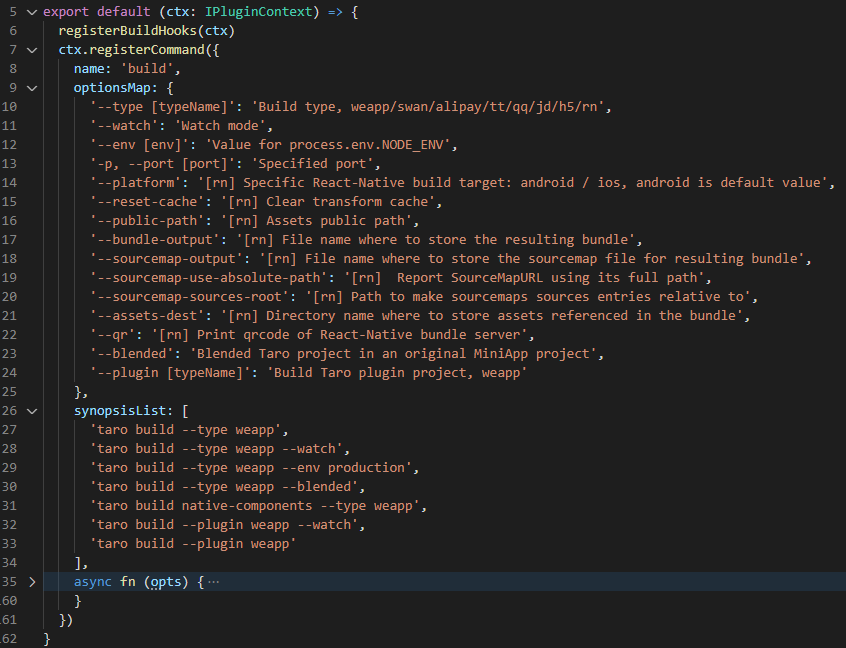 5 export default (ctx: IPluginContext) => {
6 registerBuildHooks(ctx)
7 ctx.registerCommand({
8 name: 'build',
9 optionsMap: {
10 '--type [typeName]': 'Build type, weapp/swan/alipay/tt/qq/jd/h5/rn',
11 '--watch': 'Watch mode',
12 '--env [env]': 'Value for process.env.NODE_ENV',
13 '-p, --port [port]': 'Specified port',
14 '--platform': '[rn] Specific React-Native build target: android / ios, android is default value',
15 '--reset-cache': '[rn] Clear transform cache',
16 '--public-path': '[rn] Assets public path',
17 '--bundle-output': '[rn] File name where to store the resulting bundle',
18 '--sourcemap-output': '[rn] File name where to store the sourcemap file for resulting bundle',
19 '--sourcemap-use-absolute-path': '[rn]  Report SourceMapURL using its full path',
20 '--sourcemap-sources-root': '[rn] Path to make sourcemaps sources entries relative to',
21 '--assets-dest': '[rn] Directory name where to store assets referenced in the bundle',
22 '--qr': '[rn] Print qrcode of React-Native bundle server',
23 '--blended': 'Blended Taro project in an original MiniApp project',
24 '--plugin [typeName]': 'Build Taro plugin project, weapp'
25 },
26 synopsisList: [
27 'taro build --type weapp',
28 'taro build --type weapp --watch',
29 'taro build --type weapp --env production',
30 'taro build --type weapp --blended',
31 'taro build native-components --type weapp',
32 'taro build --plugin weapp --watch',
33 'taro build --plugin weapp'
34 ],
35 async fn (opts) { ···
60 }
61 })
62 }